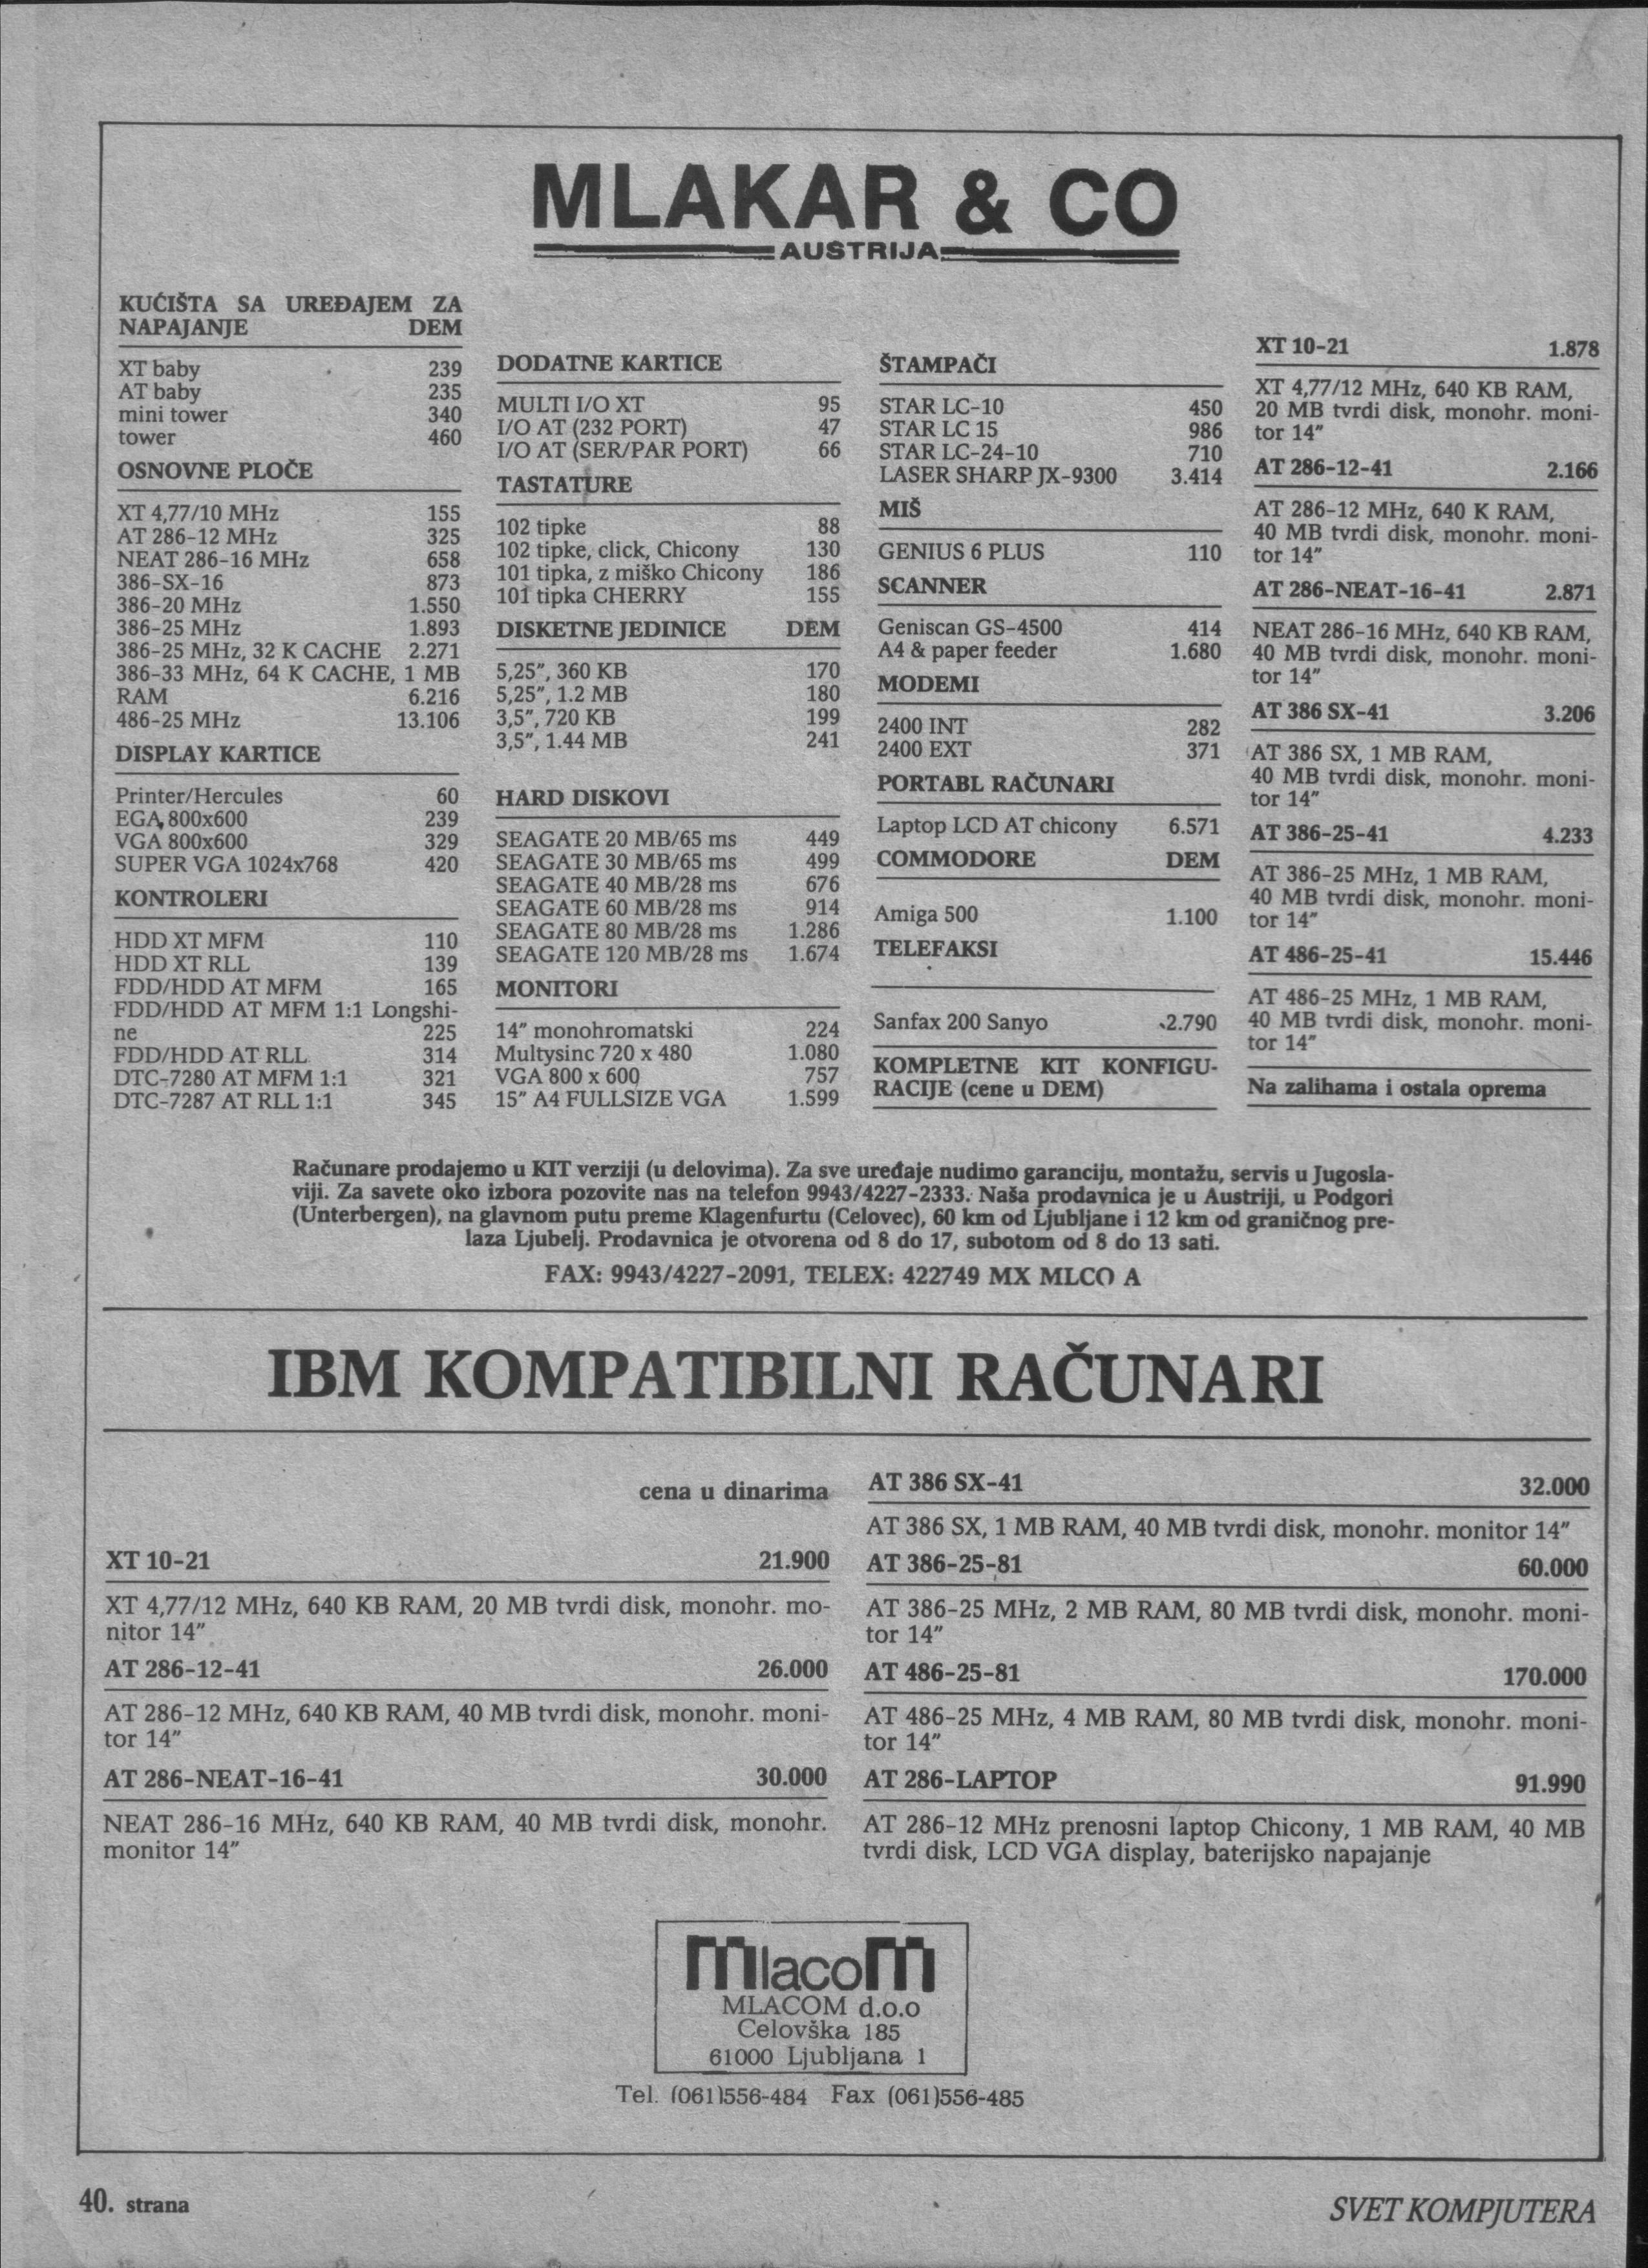 MLAKAR & CO
AUSTRIJA
KUĆIŠTA SA UREĐAJEM ZA
NAPAJANJE DEM
XT baby 239
AT baby 235
mini tower 340
tower 460
OSNOVNE PLOČE
XT 4,77/10 MHz 155
AT 286-12 MHz 325
NEAT 286-16 MHz 658
386-SX-16 873
386-20 MHz 1.550
386-25 MHz 1.893
386-25 MHz, 32 K CACHE 2.271
386-33 MHz, 64 K CACHE, 1 MB
RAM 6.216
486-25 MHz 13.106
DISPLAY KARTICE
Printer/Hercules 60
EGA 800x600 239
VGA 800x600 329
SUPER VGA 1024x768 420
KONTROLERI
HDD XT MFM 110
HDD XT RLL 139
FDD/HDD AT MFM 165
FDD/HDD AT MFM 1:1 Longshi-
ne 225
FDD/HDD AT RLL 314
DTC-7280 AT MFM 1:1 321
DTC-7287 AT RLL 1:1 345
DODATNE KARTICE
MULTI I/O XT 95
I/O AT (232 PORT) 47
I/O AT (SER/PAR PORT) 66
TASTATURE
102 tipke 88
102 tipke, click, Chicony 130
101 tipka, z miško Chicony 186
101 tipka CHERRY 155
DISKETNE JEDINICE DEM
5,25″, 360 KB 170
5,25″, 1.2 MB 180
3,5″, 720 KB 199
3,5″, 1.44 MB 241
HARD DISKOVI
SEAGATE 20 MB/65 ms 449
SEAGATE 30 MB/65 ms 499
SEAGATE 40 MB/28 ms 676
SEAGATE 60 MB/28 ms 914
SEAGATE 80 MB/28 ms 1.286
SEAGATE 120 MB/28 ms 1.674
MONITORI
14″ monohromatski 224
Multysinc 720 x 480 1.080
VGA 800 x 600 757
15″ A4 FULLSIZE VGA 1.599
ŠTAMPAČI
STAR LC-10 450
STAR LC 15 986
STAR LC-24-10 710
LASER SHARP JX-9300 3.414
MIŠ
GENIUS 6 PLUS 110
SCANNER
Geniscan GS-4500 414
A4 & paper feeder 1.680
MODEMI
2400 INT 282
2400 EXT 371
PORTABL RAČUNARI
Laptop LCD AT chicony 6.571
COMMODORE DEM
Amiga 500 1.100
TELEFAKSI
Sanfax 200 Sanyo 2.790
KOMPLETNE KIT KONFIGU-
RACIJE (cene u DEM)
XT 10-21 1.878
XT 4,77/12 MHz, 640 KB RAM,
20 MB tvrdi disk, monohr. moni-
tor 14″
AT 286-12-41 2.166
AT 286-12 MHz, 640 K RAM,
40 MB tvrdi disk, monohr. moni-
tor 14″
AT 286-NEAT-16-41 2.871
NEAT 286-16 MHz, 640 KB RAM,
40 MB tvrdi disk, monohr. moni-
tor 14″
AT 386 SX-41 3.206
AT 386 SX, 1 MB RAM,
40 MB tvrdi disk, monohr. moni-
tor 14″
AT 386-25-41 4.233
AT 386-25 MHz, 1 MB RAM,
40 MB tvrdi disk, monohr. moni-
tor 14″
AT 486-25-41 15.446
AT 486-25 MHz, 1 MB RAM,
40 MB tvrdi disk, monohr. moni-
tor 14″
Na zalihama i ostala oprema
Računare prodajemo u KIT verziji (u delovima). Za sve uređaje nudimo garanciju, montažu, servis u Jugosla-
viji. Za savete oko izbora pozovite nas na telefon 9943/4227-2333. Naša prodavnica je u Austriji, u Podgori
(Unterbergen), na glavnom putu preme Klagenfurtu (Celovec), 60 km od Ljubljane i 12 km od graničnog pre-
laza Ljubelj. Prodavnica je otvorena od 8 do 17, subotom od 8 do 13 sati.
FAX: 9943/4227-2091, TELEX: 422749 MX MLCO A
IBM KOMPATIBILNI RAČUNARI
cena u dinarima
XT 10-21 21.900
XT 4,77/12 MHz, 640 KB RAM, 20 MB tvrdi disk, monohr. mo-
nitor 14″
AT 286-12-41 26.000
AT 286-12 MHz, 640 KB RAM, 40 MB tvrdi disk, monohr. moni-
tor 14″
AT 286-NEAT-16-41 30.000
NEAT 286-16 MHz, 640 KB RAM, 40 MB tvrdi disk, monohr.
monitor 14″
AT 386 SX-41 32.000
AT 386 SX, 1 MB RAM, 40 MB tvrdi disk, monohr. monitor 14″
AT 386-25-81 60.000
AT 386-25 MHz, 2 MB RAM, 80 MB tvrdi disk, monohr. moni-
tor 14″
AT 486-25-81 170.000
AT 486-25 MHz, 4 MB RAM, 80 MB tvrdi disk, monohr. moni-
tor 14″
AT 286-LAPTOP 91.990
AT 286-12 MHz prenosni laptop Chicony, 1 MB RAM, 40 MB
tvrdi disk, LCD VGA display, baterijsko napajanje
mlacom
MLACOM d.o.o
Celovška 185
61000 Ljubljana 1
Tel. (061)556-484 Fax (061)556-485
40. strana
SVET KOMPJUTERA